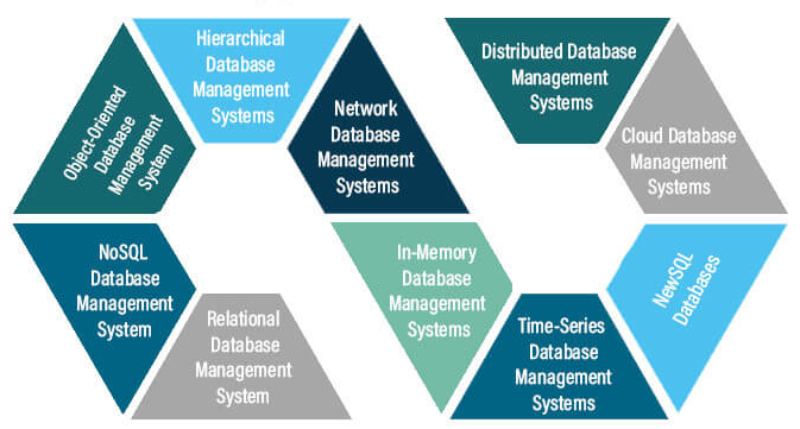 Hierarchical
Database
Management
Systems
Object-Oriented
Database
Management
System
Network
Database
Management
Systems
NoSQL
Database
Management
System
Relational
Database
Management
System
Distributed Database
Management
Systems
Cloud Database
Management
Systems
In-Memory
Database
Management
Systems
Time-Series
Database
Management
Systems
NewSQL
Databases